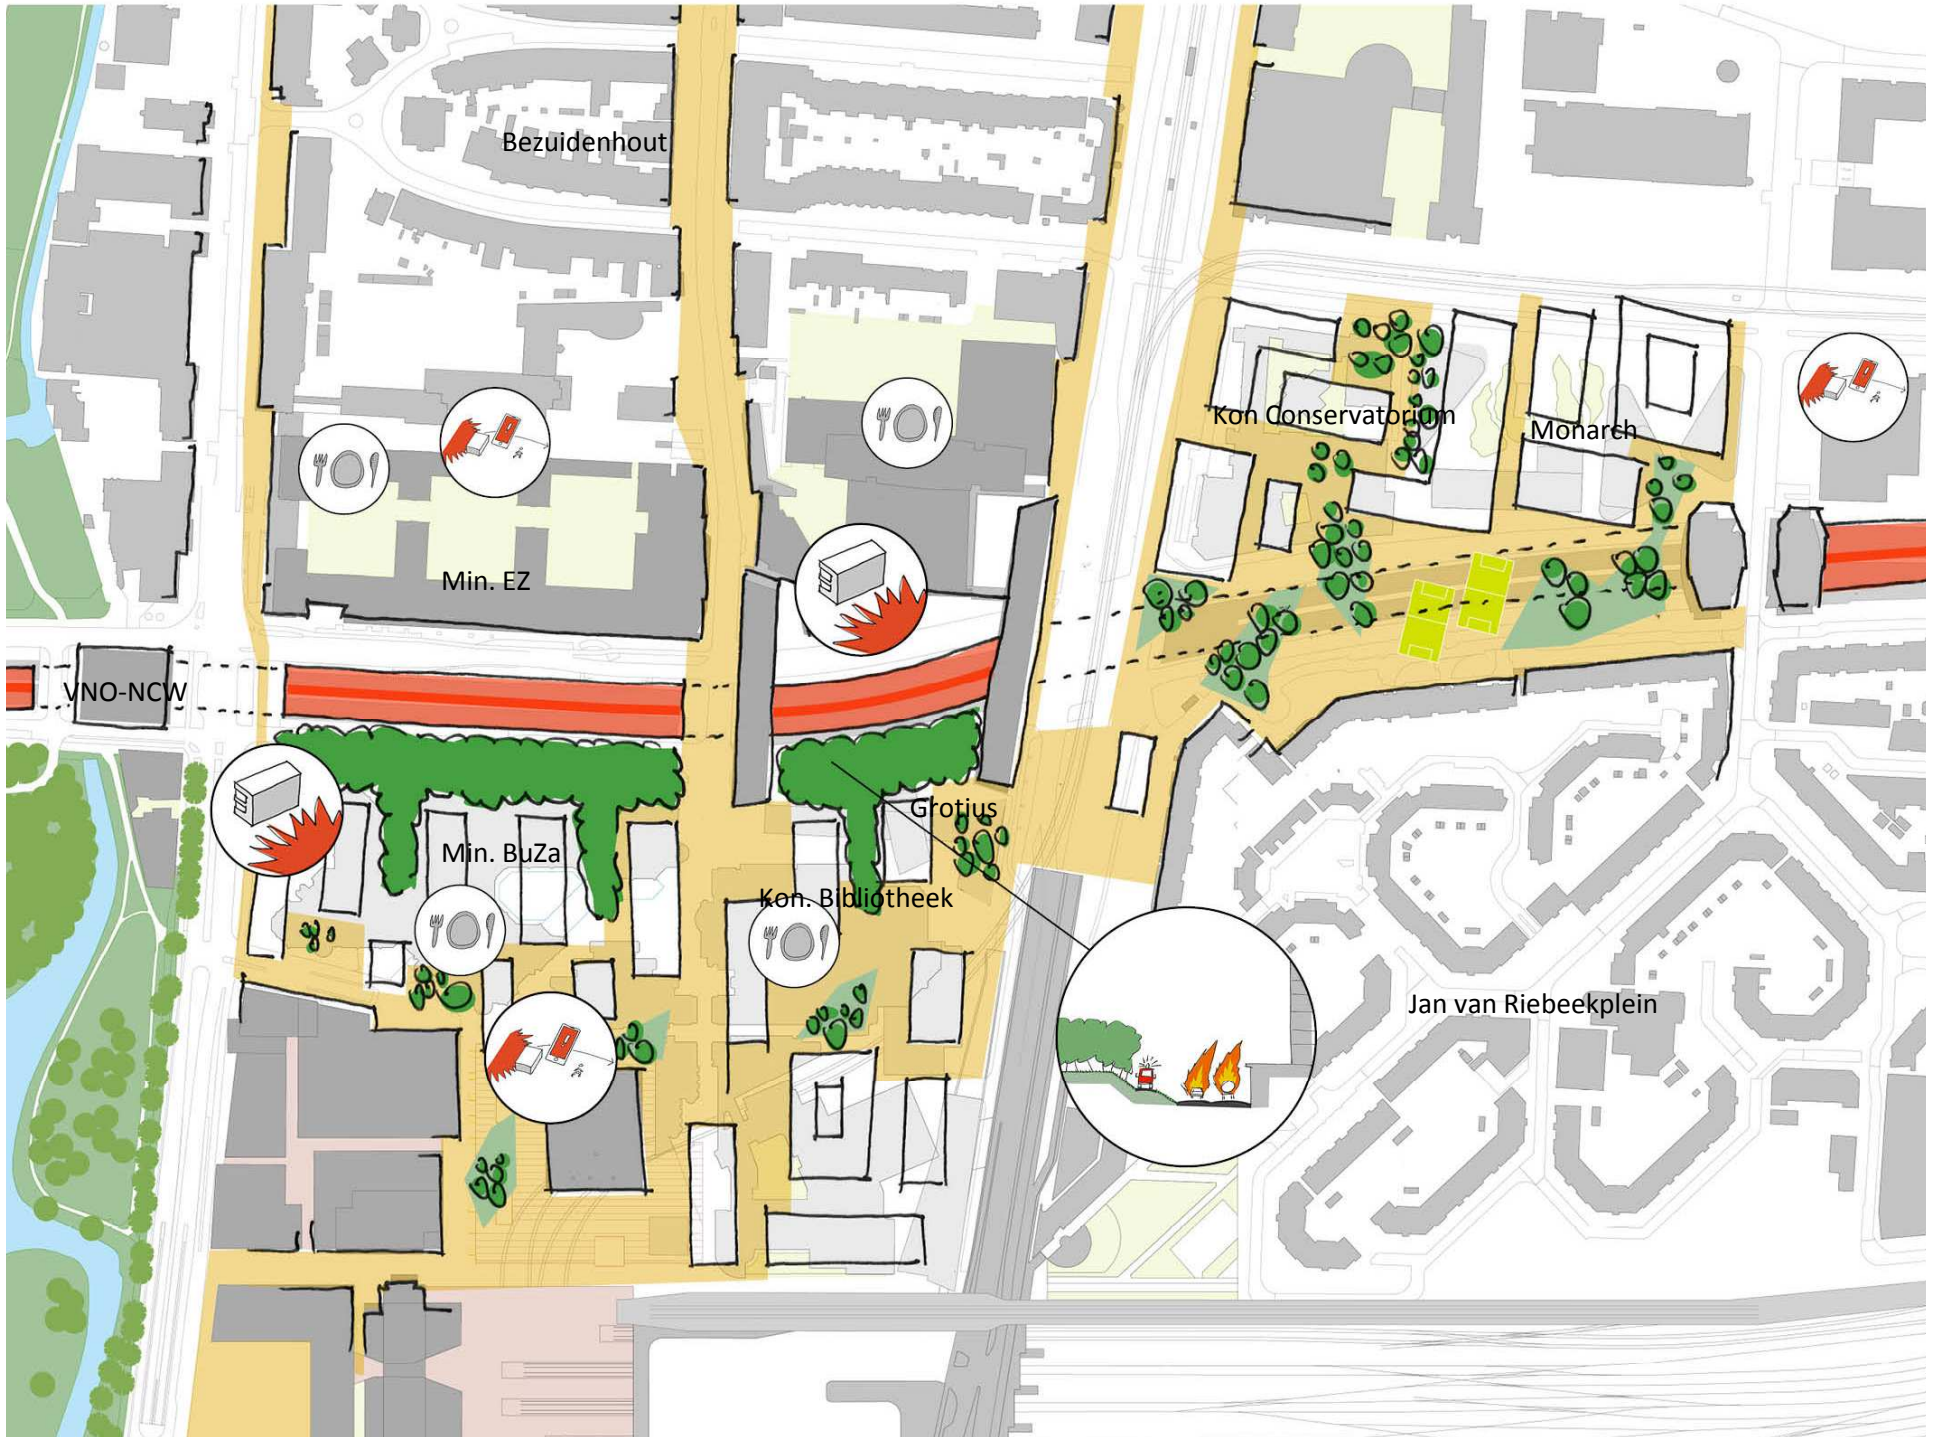 Bezuidenhout
Kon Conservatorium
Monarch
Min. EZ
VNO-NCW
Grotius
Min. BuZa
Kon. Bibliotheek
Jan van Riebeekplein